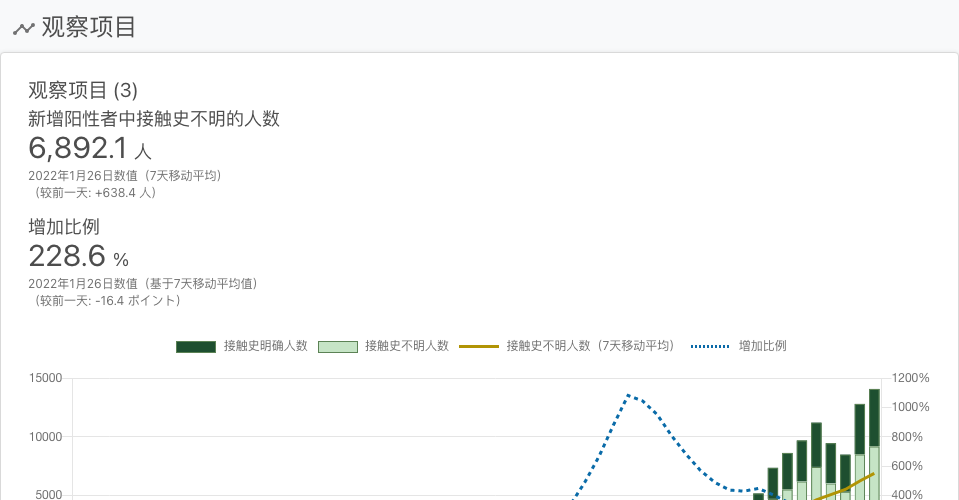 观察项目
观察项目 (3)
新增阳性者中接触史不明的人数
6,892.1 人
2022年1月26日数值（7天移动平均）
（较前一天: +638.4 人）
增加比例
228.6 %
2022年1月26日数值（基于7天移动平均值）
（较前一天: -16.4 ポイント）
接触史明确人数 接触史不明人数 接触史不明人数（7天移动平均） 增加比例
15000 1200%
1000%
10000 800%
600%
5000 400%